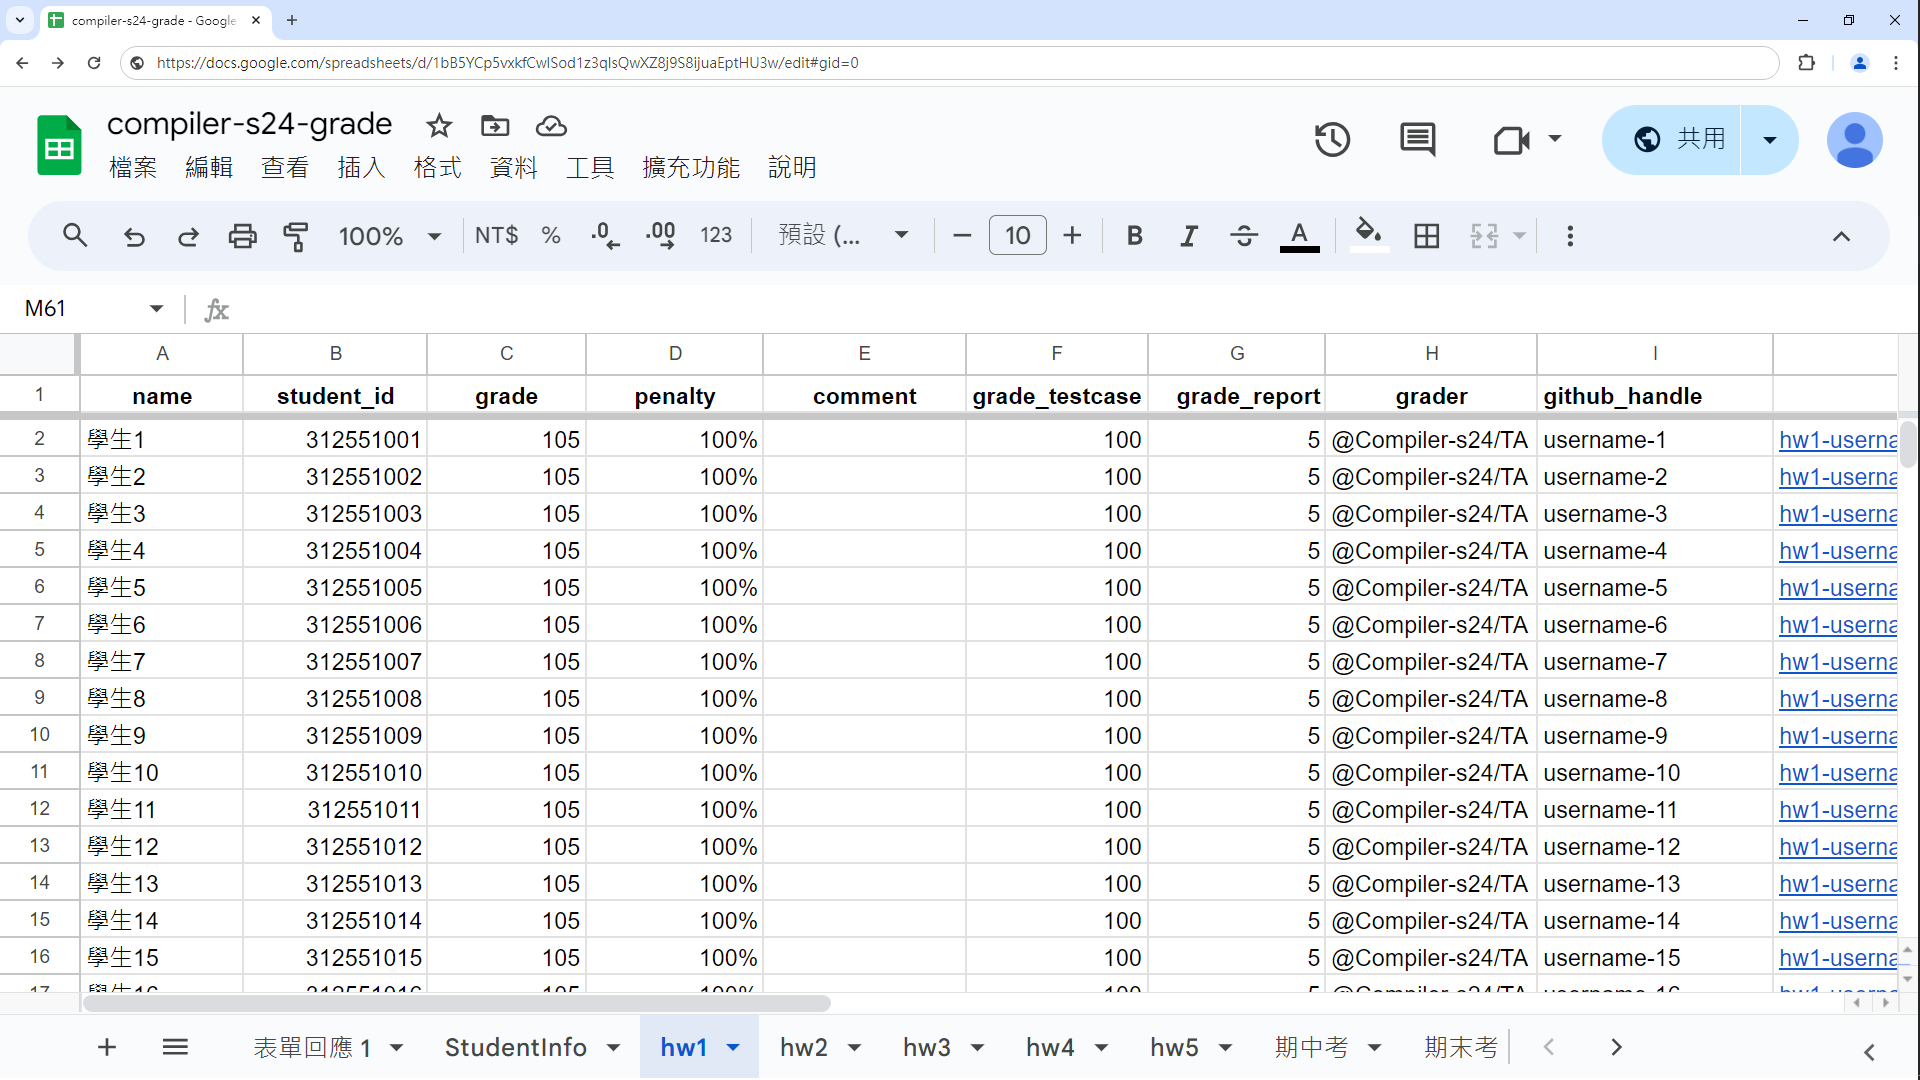 compiler-s24-grade - Google
https://docs.google.com/spreadsheets/d/1bB5YCp5vxkfCwlSod1z3qlsQwXZ8j9S8ijuaEptHU3w/edit#gid=0
compiler-s24-grade
檔案 編輯 查看 插入 格式 資料 工具 擴充功能 說明
共用
100% NT$ % .0 .00 123 預設 (... 10 B I A
M61 fx
A B C D E F G H I
1 name student_id grade penalty comment grade_testcase grade_report grader github_handle
2 學生1 312551001 105 100% 100 5 @Compiler-s24/TA username-1 hw1-userna
3 學生2 312551002 105 100% 100 5 @Compiler-s24/TA username-2 hw1-userna
4 學生3 312551003 105 100% 100 5 @Compiler-s24/TA username-3 hw1-userna
5 學生4 312551004 105 100% 100 5 @Compiler-s24/TA username-4 hw1-userna
6 學生5 312551005 105 100% 100 5 @Compiler-s24/TA username-5 hw1-userna
7 學生6 312551006 105 100% 100 5 @Compiler-s24/TA username-6 hw1-userna
8 學生7 312551007 105 100% 100 5 @Compiler-s24/TA username-7 hw1-userna
9 學生8 312551008 105 100% 100 5 @Compiler-s24/TA username-8 hw1-userna
10 學生9 312551009 105 100% 100 5 @Compiler-s24/TA username-9 hw1-userna
11 學生10 312551010 105 100% 100 5 @Compiler-s24/TA username-10 hw1-userna
12 學生11 312551011 105 100% 100 5 @Compiler-s24/TA username-11 hw1-userna
13 學生12 312551012 105 100% 100 5 @Compiler-s24/TA username-12 hw1-userna
14 學生13 312551013 105 100% 100 5 @Compiler-s24/TA username-13 hw1-userna
15 學生14 312551014 105 100% 100 5 @Compiler-s24/TA username-14 hw1-userna
16 學生15 312551015 105 100% 100 5 @Compiler-s24/TA username-15 hw1-userna
表單回應 1 StudentInfo hw1 hw2 hw3 hw4 hw5 期中考 期末考